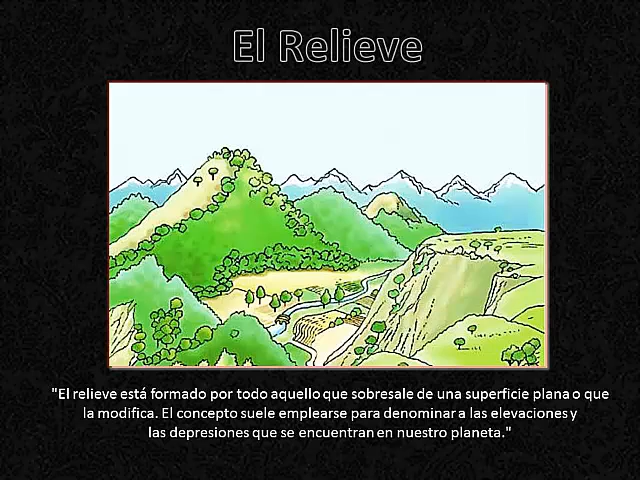 El Relieve
"El relieve está formado por todo aquello que sobresale de una superficie plana o que
la modifica. El concepto suele emplearse para denominar a las elevaciones y
las depresiones que se encuentran en nuestro planeta."